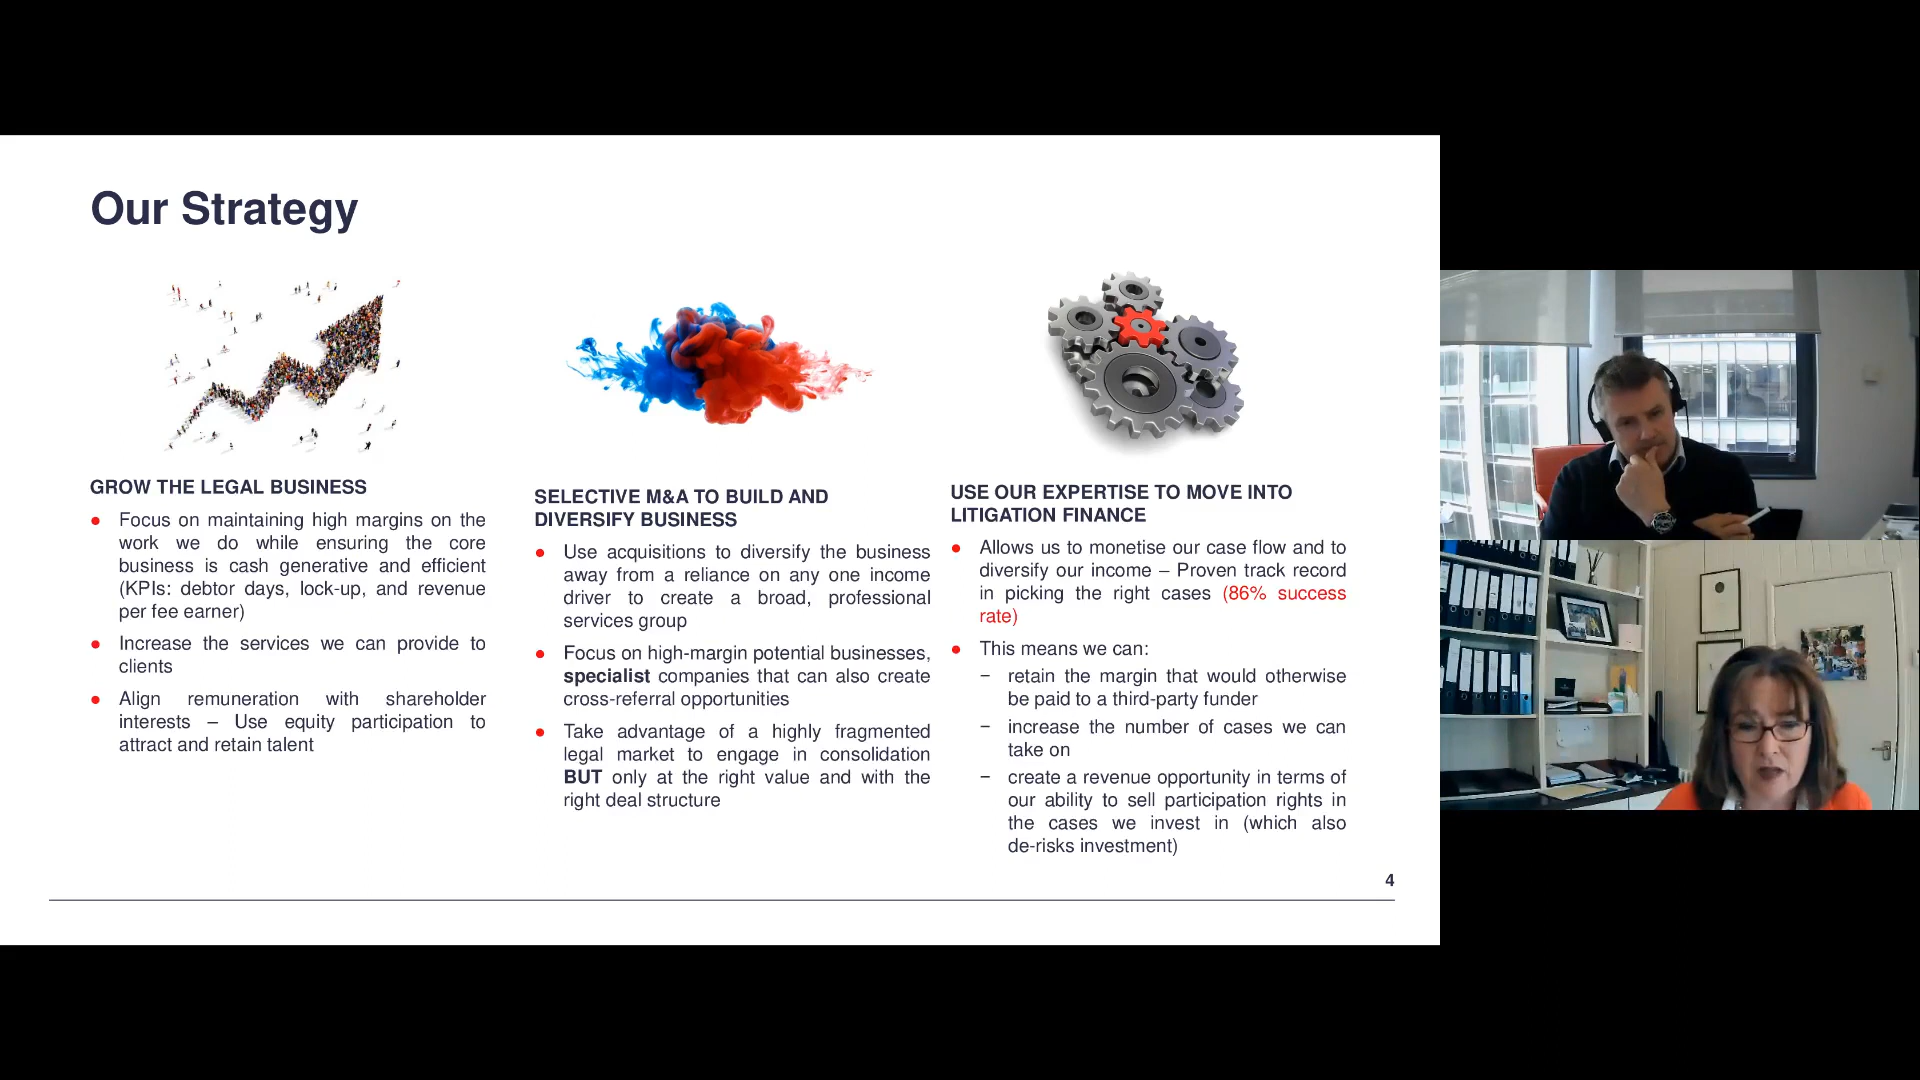 Our Strategy
GROW THE LEGAL BUSINESS
● Focus on maintaining high margins on the
work we do while ensuring the core
business is cash generative and efficient
(KPIs: debtor days, lock-up, and revenue
per fee earner)
● Increase the services we can provide to
clients
● Align remuneration with shareholder
interests – Use equity participation to
attract and retain talent
SELECTIVE M&A TO BUILD AND
DIVERSIFY BUSINESS
● Use acquisitions to diversify the business
away from a reliance on any one income
driver to create a broad, professional
services group
● Focus on high-margin potential businesses,
specialist companies that can also create
cross-referral opportunities
● Take advantage of a highly fragmented
legal market to engage in consolidation
BUT only at the right value and with the
right deal structure
USE OUR EXPERTISE TO MOVE INTO
LITIGATION FINANCE
● Allows us to monetise our case flow and to
diversify our income – Proven track record
in picking the right cases (86% success
rate)
● This means we can:
− retain the margin that would otherwise
be paid to a third-party funder
− increase the number of cases we can
take on
− create a revenue opportunity in terms of
our ability to sell participation rights in
the cases we invest in (which also
de-risks investment)
4